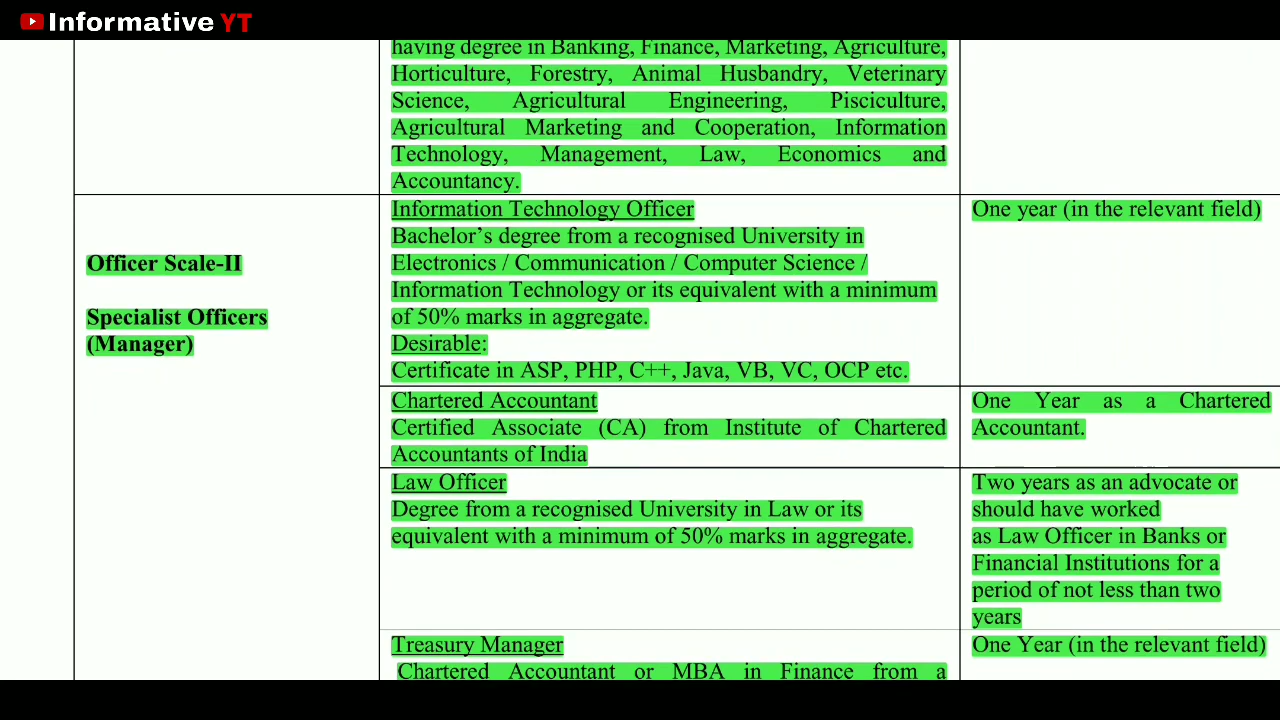 Informative YT
having degree in Banking, Finance, Marketing, Agriculture,
Horticulture, Forestry, Animal Husbandry, Veterinary
Science, Agricultural Engineering, Pisciculture,
Agricultural Marketing and Cooperation, Information
Technology, Management, Law, Economics and
Accountancy.
Officer Scale-II
Specialist Officers
(Manager)
Information Technology Officer
Bachelor’s degree from a recognised University in
Electronics / Communication / Computer Science /
Information Technology or its equivalent with a minimum
of 50% marks in aggregate.
Desirable:
Certificate in ASP, PHP, C++, Java, VB, VC, OCP etc.
One year (in the relevant field)
Chartered Accountant
Certified Associate (CA) from Institute of Chartered
Accountants of India
One Year as a Chartered
Accountant.
Law Officer
Degree from a recognised University in Law or its
equivalent with a minimum of 50% marks in aggregate.
Two years as an advocate or
should have worked
as Law Officer in Banks or
Financial Institutions for a
period of not less than two
years
Treasury Manager
Chartered Accountant or MBA in Finance from a
One Year (in the relevant field)